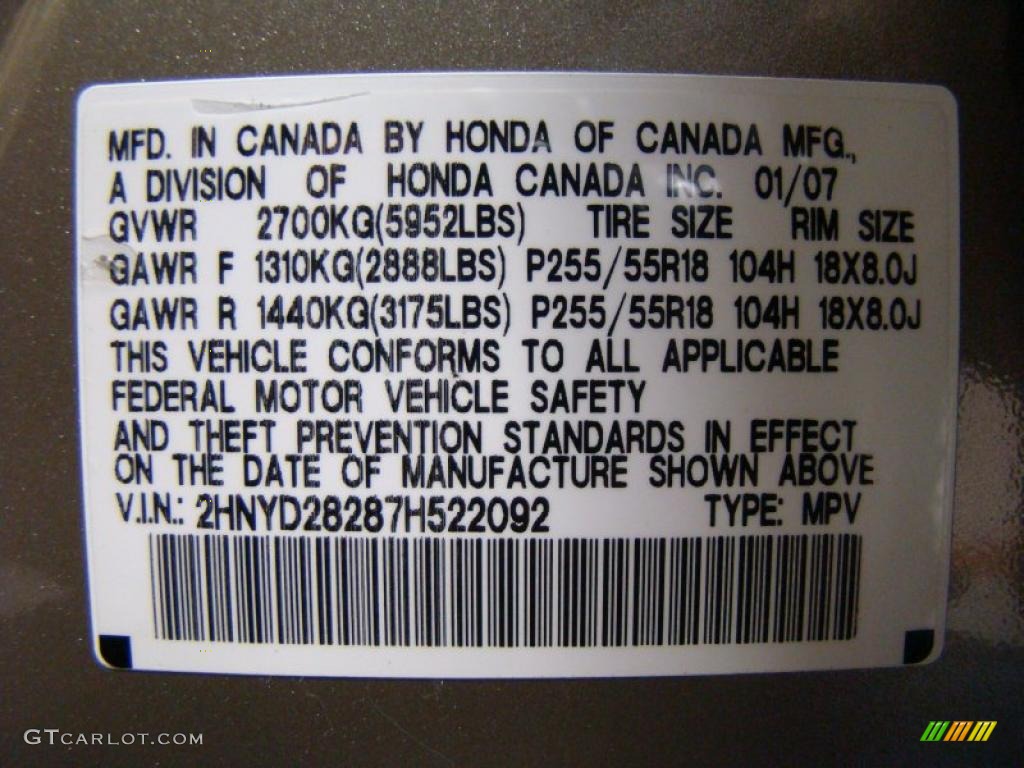 MFD. IN CANADA BY HONDA OF CANADA MFG.,
A DIVISION OF HONDA CANADA INC. 01/07
GVWR 2700KG(5952LBS) TIRE SIZE RIM SIZE
GAWR F 1310KG(2888LBS) P255/55R18 104H 18X8.0J
GAWR R 1440KG(3175LBS) P255/55R18 104H 18X8.0J
THIS VEHICLE CONFORMS TO ALL APPLICABLE
FEDERAL MOTOR VEHICLE SAFETY
AND THEFT PREVENTION STANDARDS IN EFFECT
ON THE DATE OF MANUFACTURE SHOWN ABOVE
V.I.N.: 2HNYD28287H522092 TYPE: MPV
GTCARLOT.COM